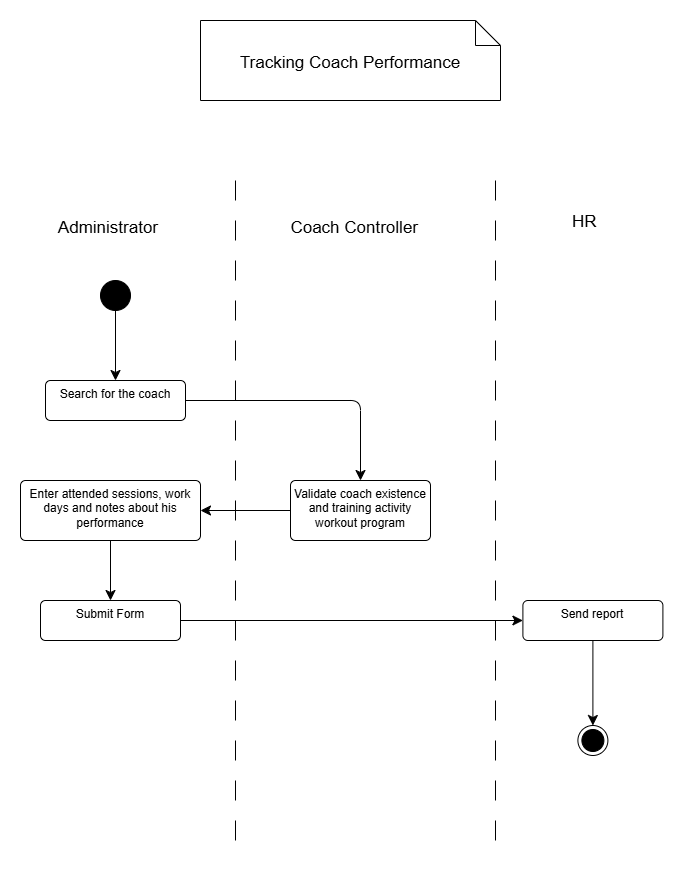 Tracking Coach Performance
Administrator
Coach Controller
HR
Search for the coach
Enter attended sessions, work
days and notes about his
performance
Validate coach existence
and training activity
workout program
Submit Form
Send report